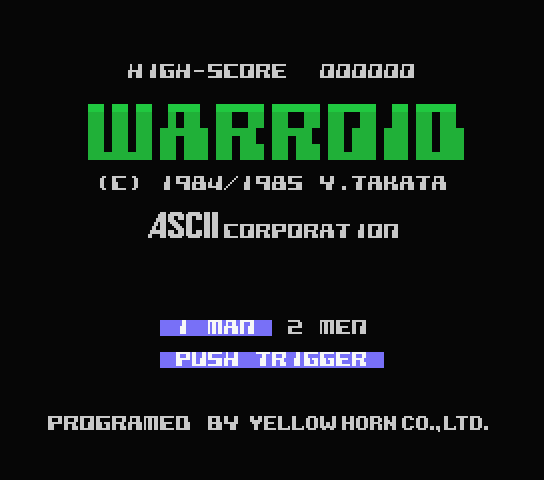 HIGH-SCORE 000000
WARROID
(C) 1984/1985 Y.TAKATA
ASCII CORPORATION
1 MAN 2 MEN
PUSH TRIGGER
PROGRAMED BY YELLOW HORN CO.,LTD.